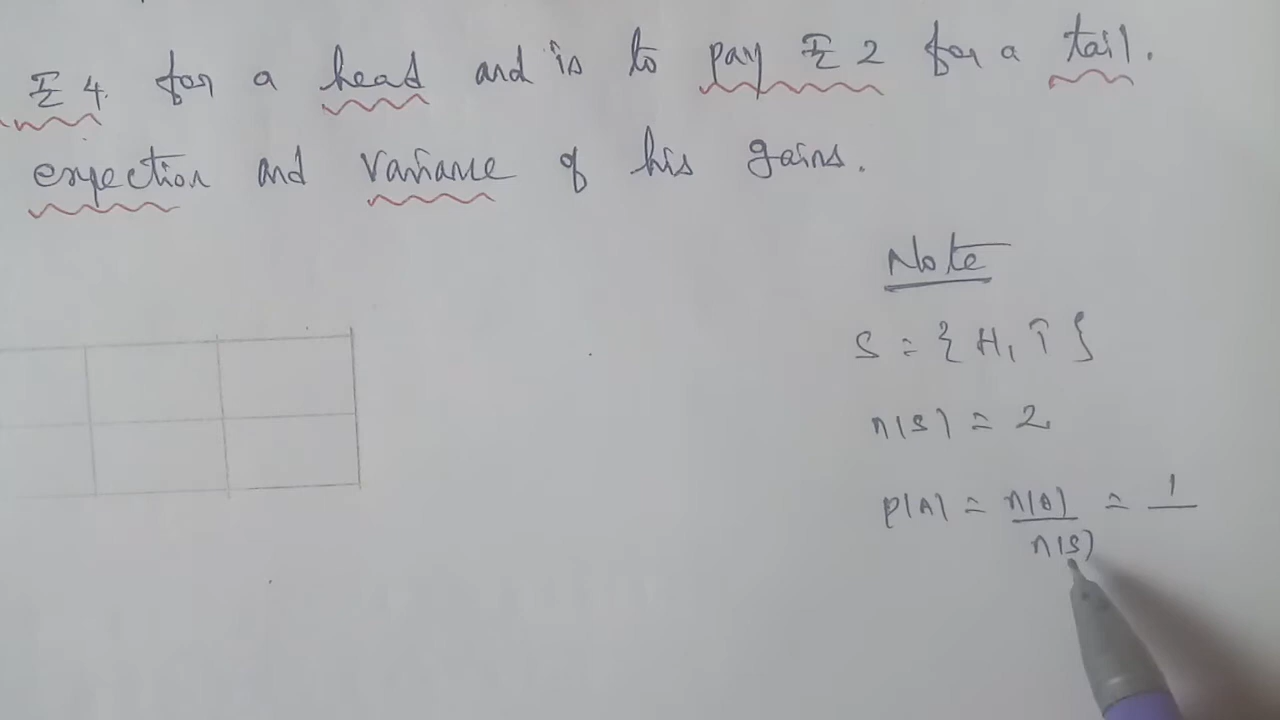 ₹ 4 for a head and is to pay ₹ 2 for a tail.
expection and variance of his gains.
Note
S = { H, T }
n(S) = 2
P(A) = n(A)/n(S) = 1/